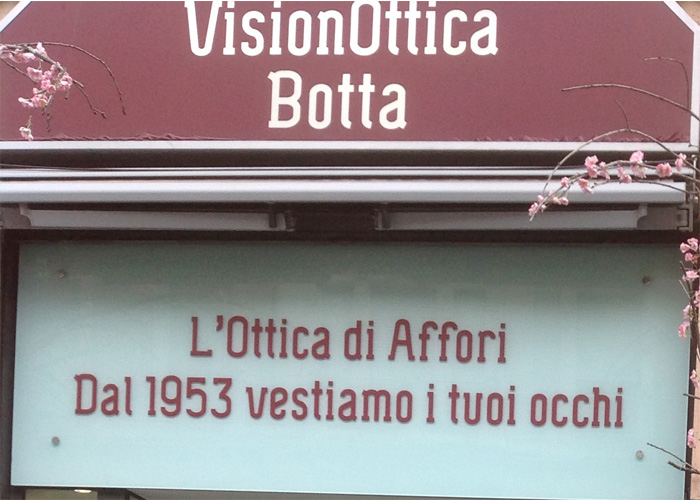 VisionOttica
Botta
L'Ottica di Affori
Dal 1953 vestiamo i tuoi occhi